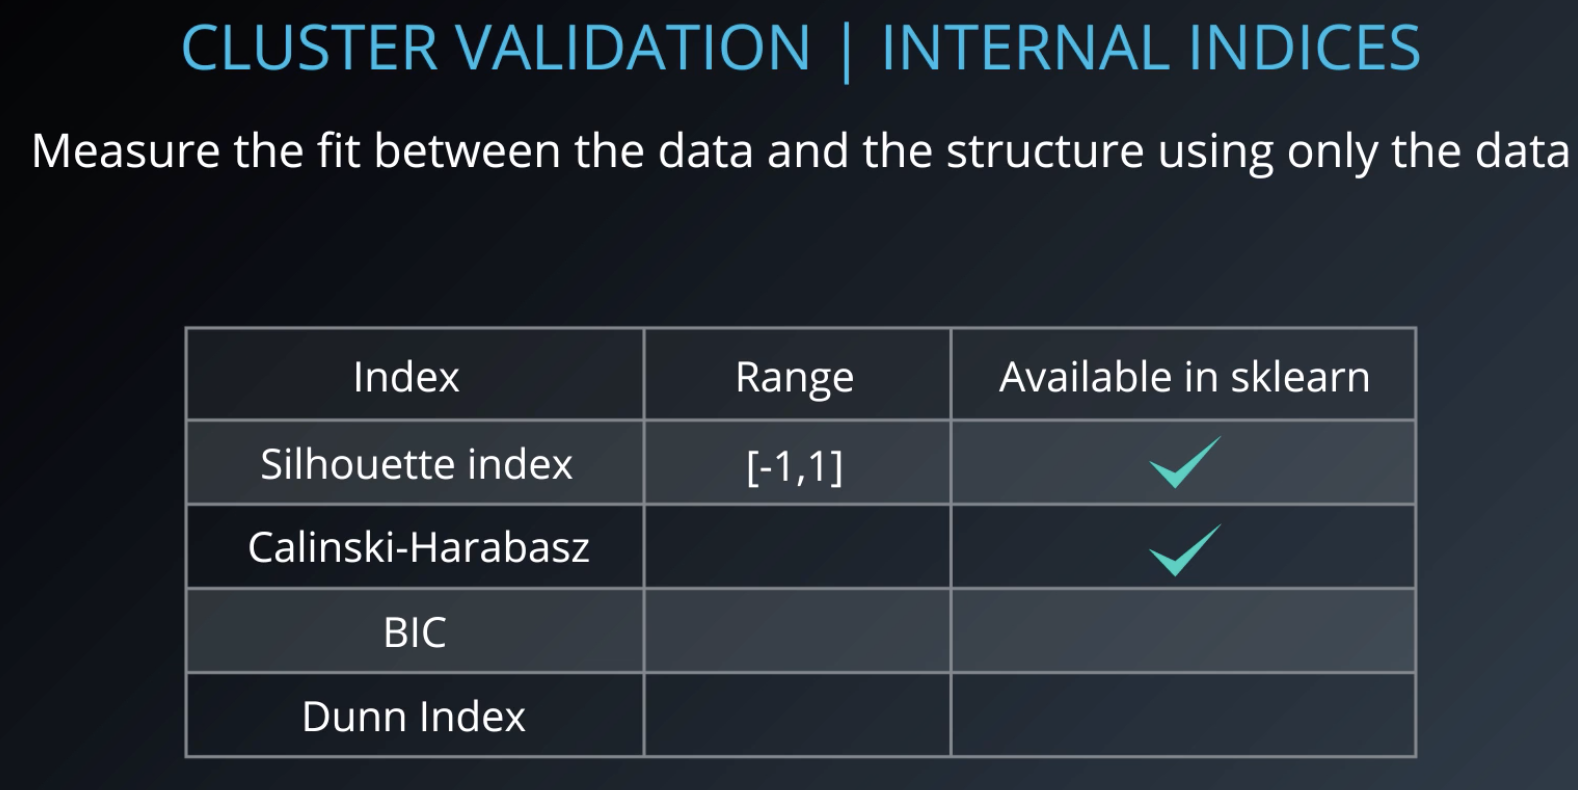 CLUSTER VALIDATION | INTERNAL INDICES
Measure the fit between the data and the structure using only the data
Index Range Available in sklearn
Silhouette index [-1,1]
Calinski-Harabasz
BIC
Dunn Index